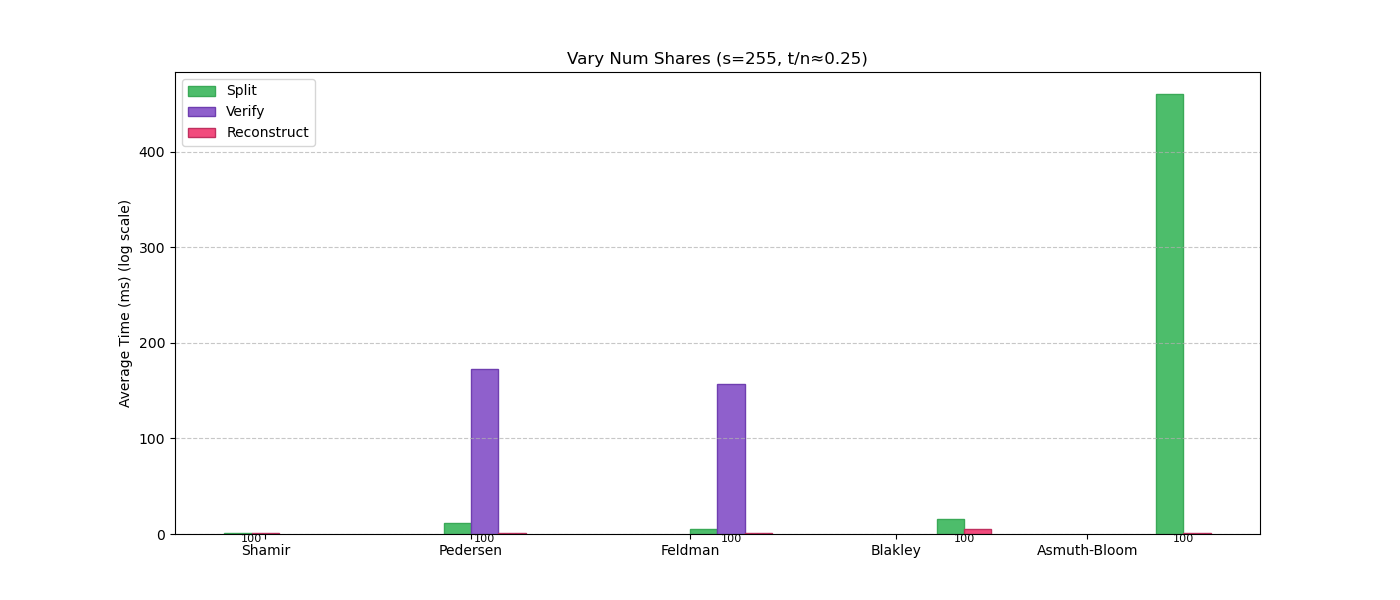 Vary Num Shares (s=255, t/n≈0.25)
Split
Verify
Reconstruct
Average Time (ms) (log scale)
400
300
200
100
0
100 100 100 100 100
Shamir Pedersen Feldman Blakley Asmuth-Bloom